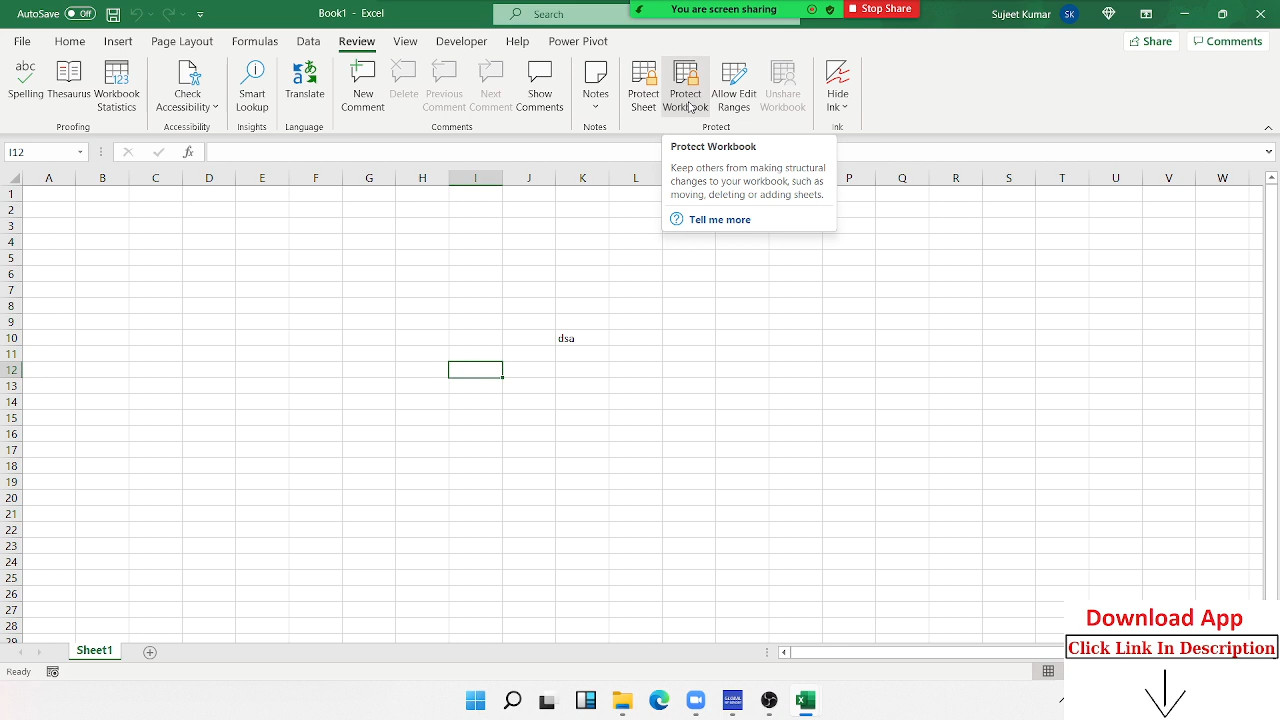 AutoSave Off Book1 - Excel Search You are screen sharing Stop Share Sujeet Kumar SK
File Home Insert Page Layout Formulas Data Review View Developer Help Power Pivot Share Comments
abc
Spelling Thesaurus Workbook Statistics Check Accessibility Smart Lookup Translate New Comment Delete Previous Comment Next Comment Show Comments Notes Protect Sheet Protect Workbook Allow Edit Ranges Unshare Workbook Hide Ink
Proofing Accessibility Insights Language Comments Notes Protect Ink
I12 fx
Protect Workbook
Keep others from making structural
changes to your workbook, such as
moving, deleting or adding sheets.
Tell me more
A B C D E F G H I J K L P Q R S T U V W
1
2
3
4
5
6
7
8
9
10 dsa
11
12
13
14
15
16
17
18
19
20
21
22
23
24
25
26
27
28
29
Download App
Click Link In Description
Sheet1
Ready
GLOBAL